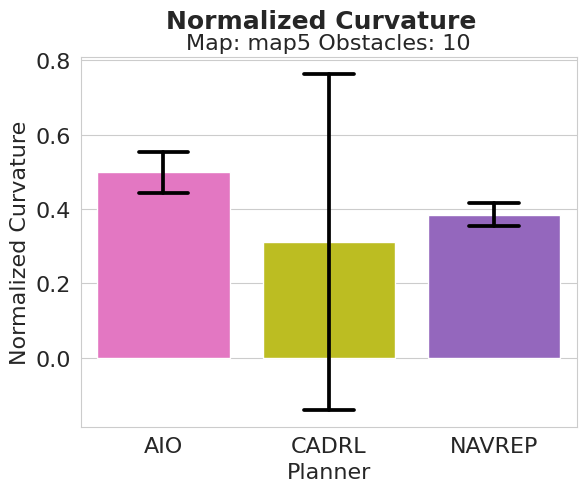 Normalized Curvature
Map: map5 Obstacles: 10
Normalized Curvature
0.8
0.6
0.4
0.2
0.0
AIO CADRL NAVREP
Planner